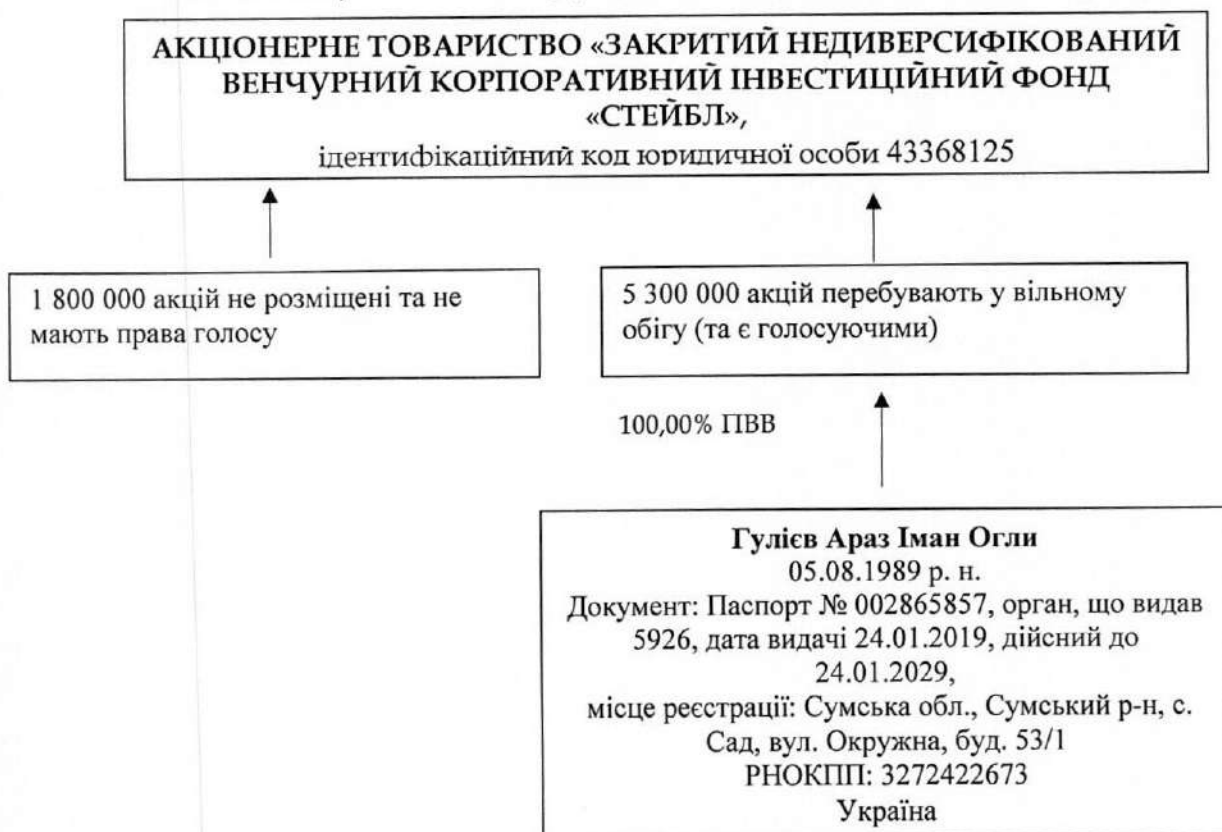 АКЦІОНЕРНЕ ТОВАРИСТВО «ЗАКРИТИЙ НЕДИВЕРСИФІКОВАНИЙ
ВЕНЧУРНИЙ КОРПОРАТИВНИЙ ІНВЕСТИЦІЙНИЙ ФОНД
«СТЕЙБЛ»,
ідентифікаційний код юридичної особи 43368125
1 800 000 акцій не розміщені та не
мають права голосу
5 300 000 акцій перебувають у вільному
обігу (та є голосуючими)
100,00% ПВВ
Гулієв Араз Іман Огли
05.08.1989 р. н.
Документ: Паспорт № 002865857, орган, що видав
5926, дата видачі 24.01.2019, дійсний до
24.01.2029,
місце реєстрації: Сумська обл., Сумський р-н, с.
Сад, вул. Окружна, буд. 53/1
РНОКПП: 3272422673
Україна